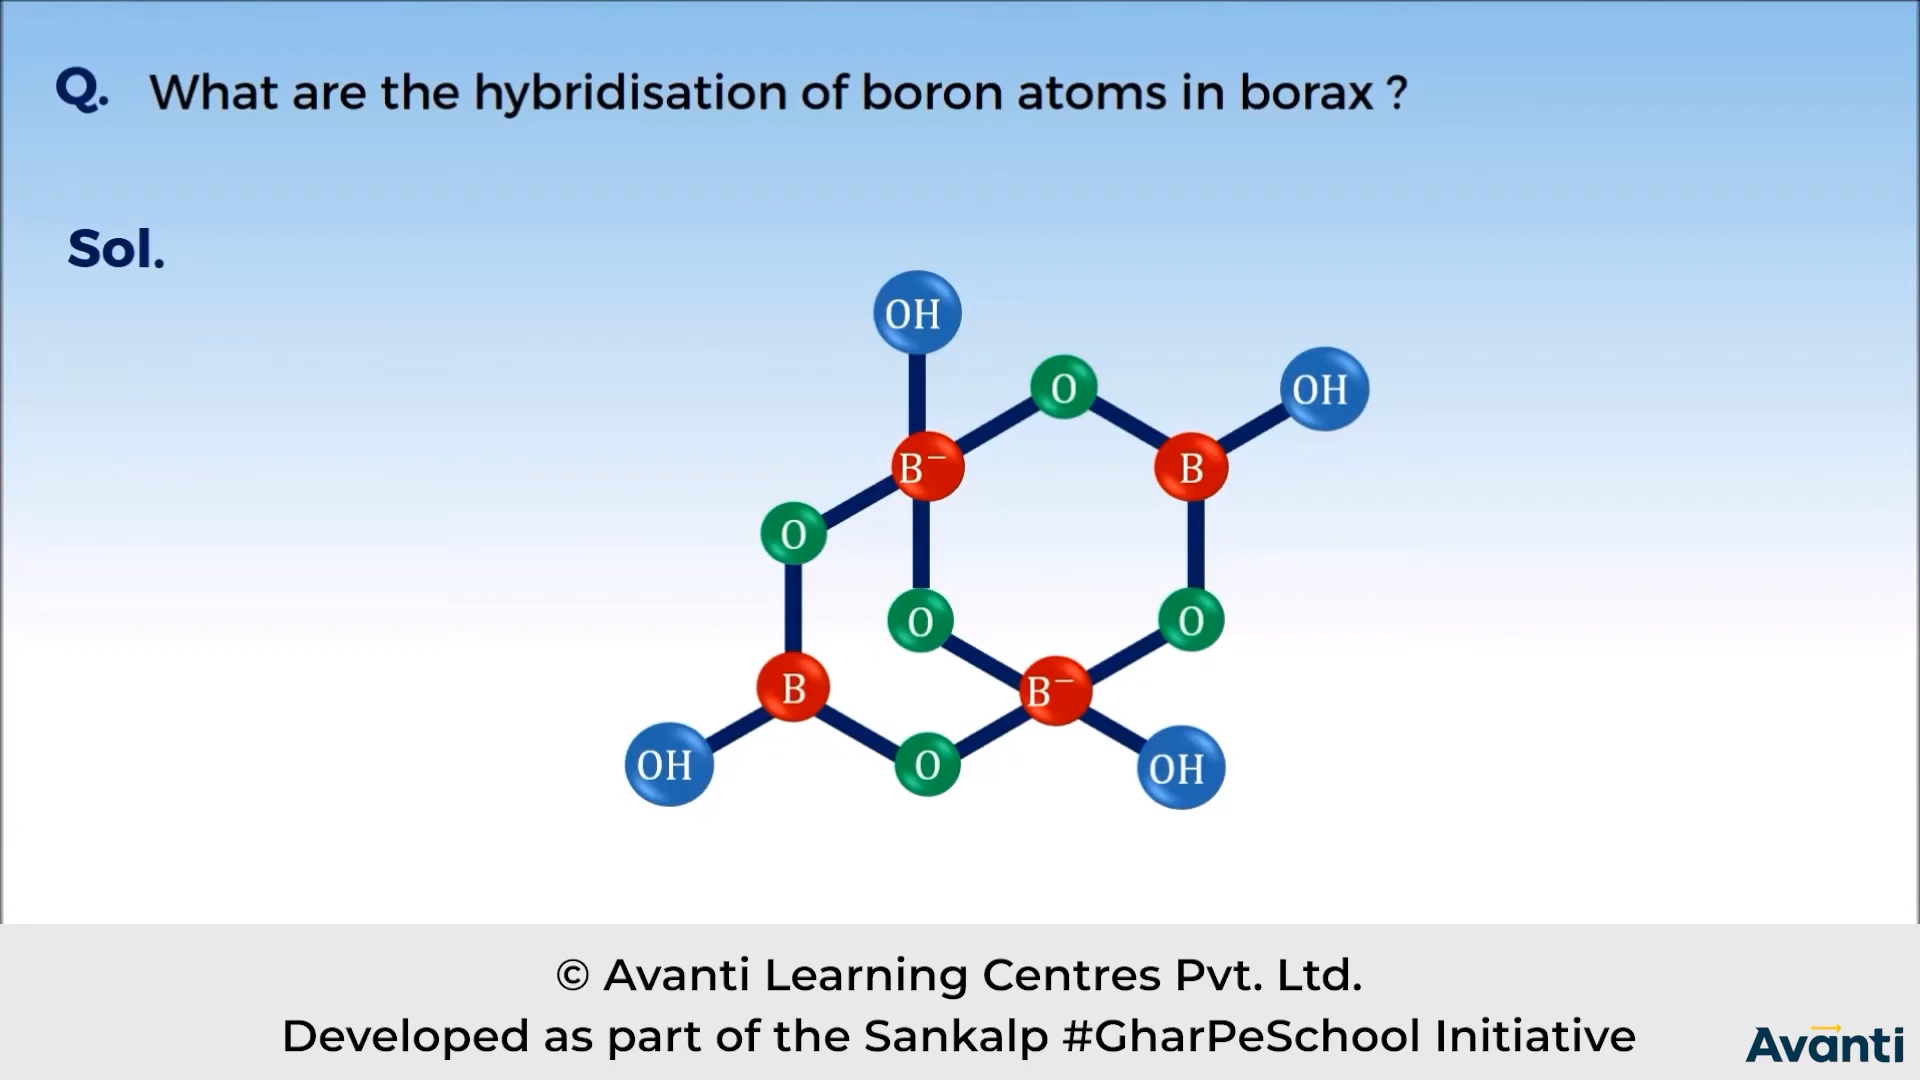 Q. What are the hybridisation of boron atoms in borax ?
Sol.
OH
O
OH
B⁻
B
O
O
O
B
B⁻
OH
O
OH
© Avanti Learning Centres Pvt. Ltd.
Developed as part of the Sankalp #GharPeSchool Initiative
Avanti